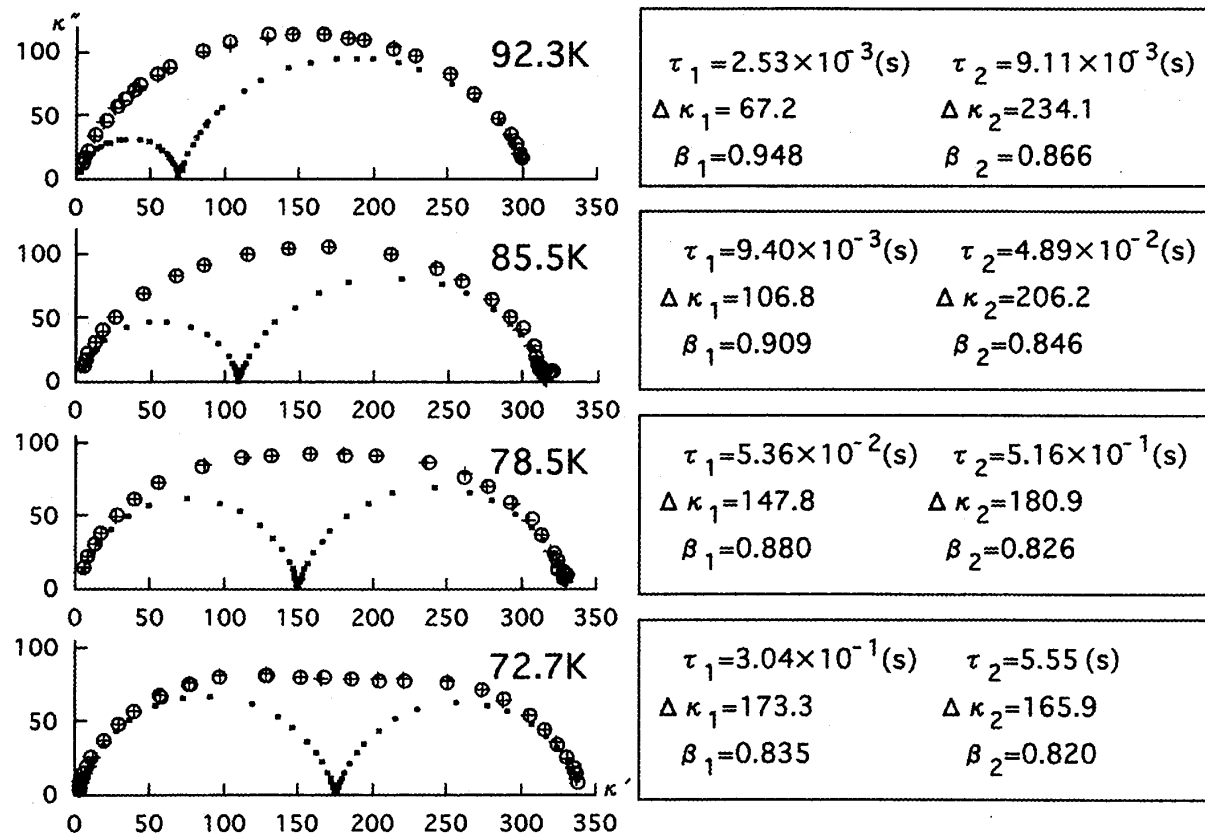 κ″
100
50
0
92.3K
0 50 100 150 200 250 300 350
τ1=2.53×10-3(s) τ2=9.11×10-3(s)
Δκ1= 67.2 Δκ2=234.1
β1=0.948 β2=0.866
100
50
0
85.5K
0 50 100 150 200 250 300 350
τ1=9.40×10-3(s) τ2=4.89×10-2(s)
Δκ1=106.8 Δκ2=206.2
β1=0.909 β2=0.846
100
50
0
78.5K
0 50 100 150 200 250 300 350
τ1=5.36×10-2(s) τ2=5.16×10-1(s)
Δκ1=147.8 Δκ2=180.9
β1=0.880 β2=0.826
100
50
0
72.7K
κ′
0 50 100 150 200 250 300 350
τ1=3.04×10-1(s) τ2=5.55 (s)
Δκ1=173.3 Δκ2=165.9
β1=0.835 β2=0.820